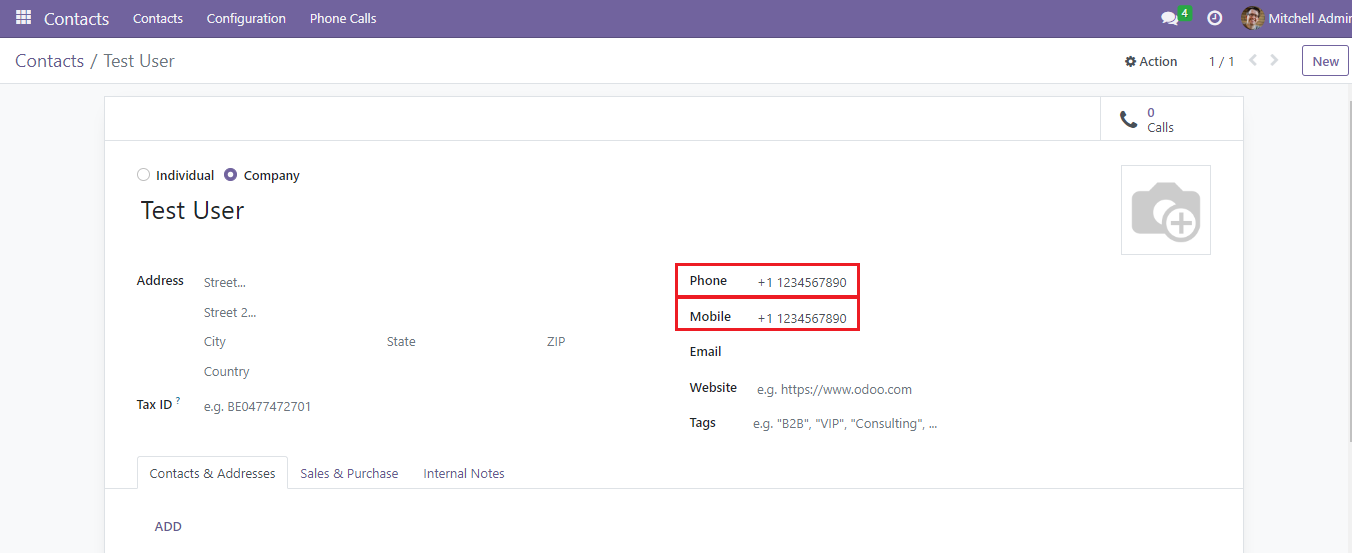 Contacts Contacts Configuration Phone Calls 4 Mitchell Admin
Contacts / Test User Action 1 / 1 New
0
Calls
Individual Company
Test User
Address Street... Phone +1 1234567890
Street 2... Mobile +1 1234567890
City State ZIP
Email
Country
Website e.g. https://www.odoo.com
Tax ID ? e.g. BE0477472701
Tags e.g. "B2B", "VIP", "Consulting", ...
Contacts & Addresses Sales & Purchase Internal Notes
ADD